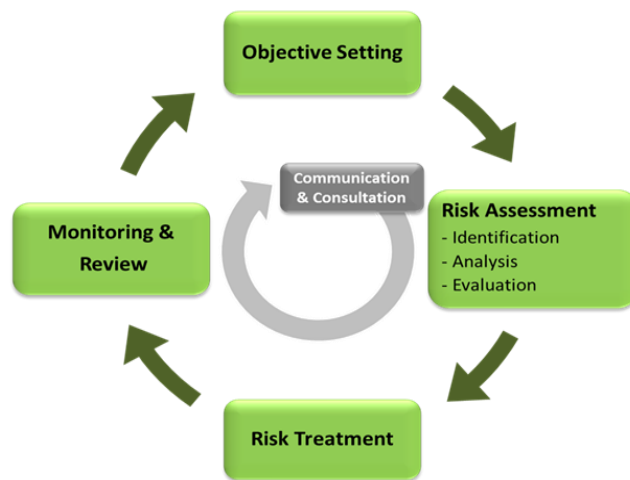 Objective Setting
Communication
& Consultation
Risk Assessment
- Identification
- Analysis
- Evaluation
Monitoring &
Review
Risk Treatment